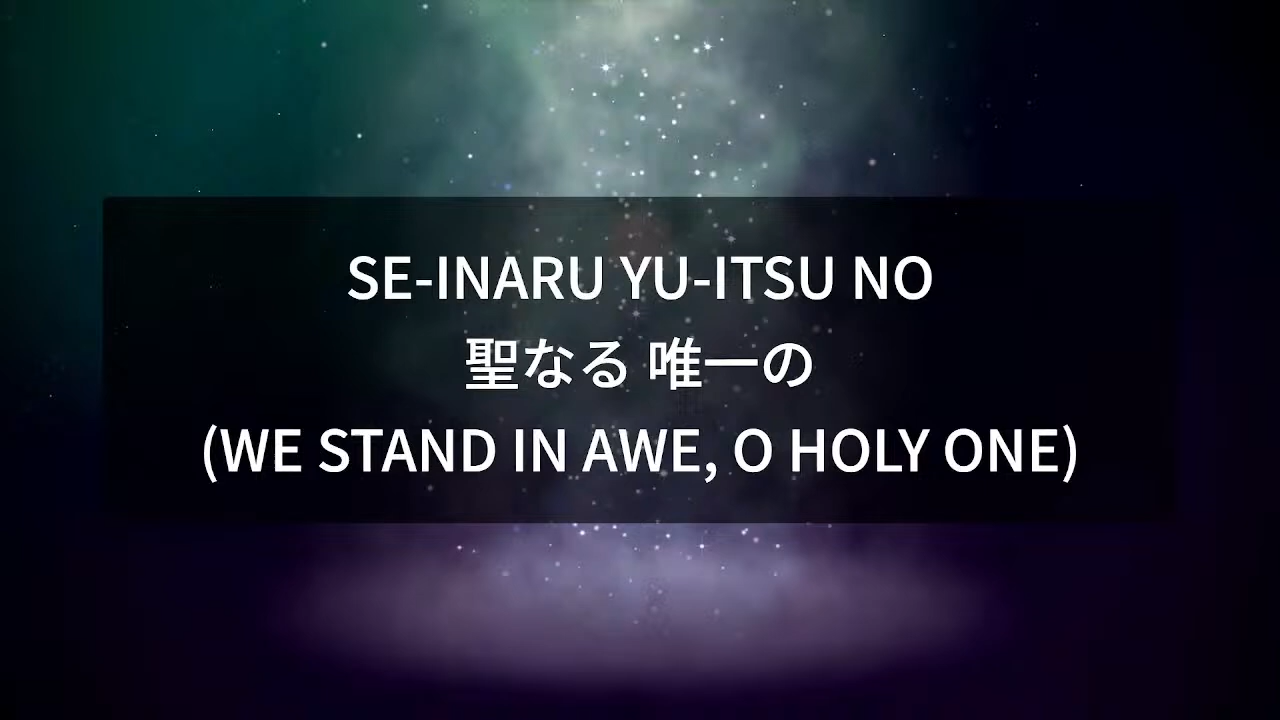 SE-INARU YU-ITSU NO
聖なる 唯一の
(WE STAND IN AWE, O HOLY ONE)